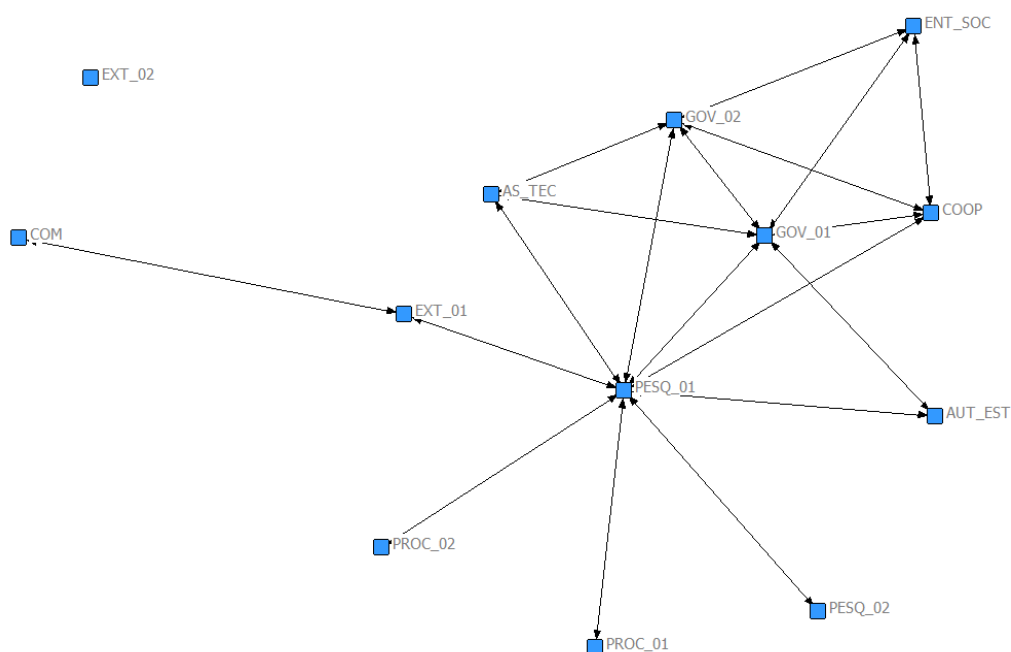 ENT_SOC
EXT_02
GOV_02
AS_TEC
COOP
GOV_01
COM
EXT_01
PESQ_01
AUT_EST
PROC_02
PESQ_02
PROC_01